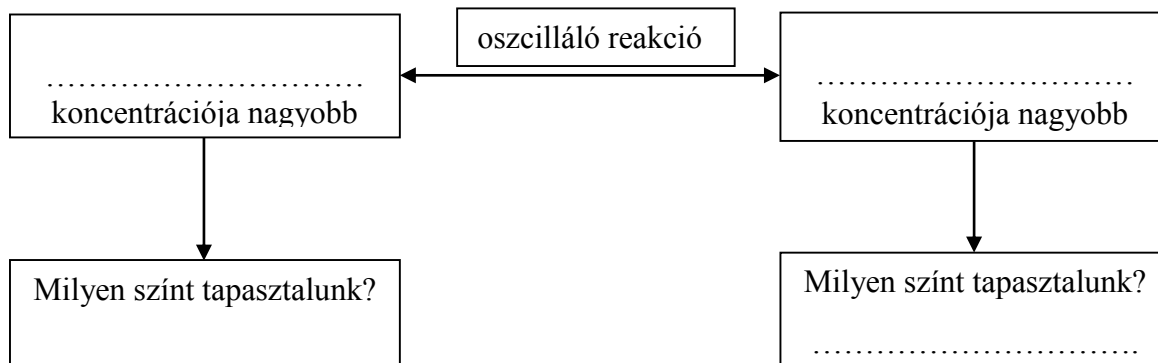 oszcilláló reakció
……………………………
koncentrációja nagyobb
……………………………
koncentrációja nagyobb
Milyen színt tapasztalunk?
Milyen színt tapasztalunk?
……………………………